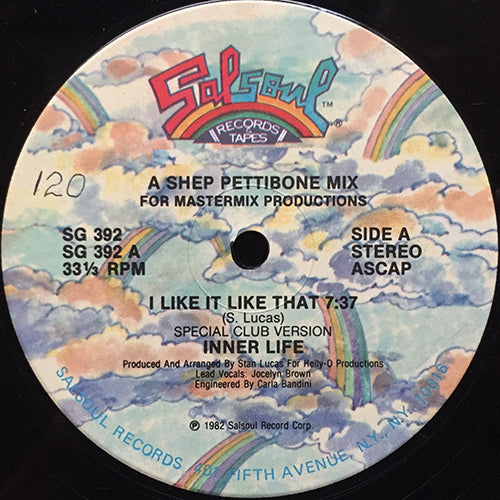 Salsoul
TM
®
RECORDS
TAPES
120
A SHEP PETTIBONE MIX
FOR MASTERMIX PRODUCTIONS
SG 392
SG 392 A
33⅓ RPM
SIDE A
STEREO
ASCAP
I LIKE IT LIKE THAT 7:37
(S. Lucas)
SPECIAL CLUB VERSION
INNER LIFE
Produced And Arranged By Stan Lucas For Helly-O Productions
Lead Vocals: Jocelyn Brown
Engineered By Carla Bandini
℗ 1982 Salsoul Record Corp.
SALSOUL RECORDS 401 FIFTH AVENUE, N.Y., N.Y. 10016